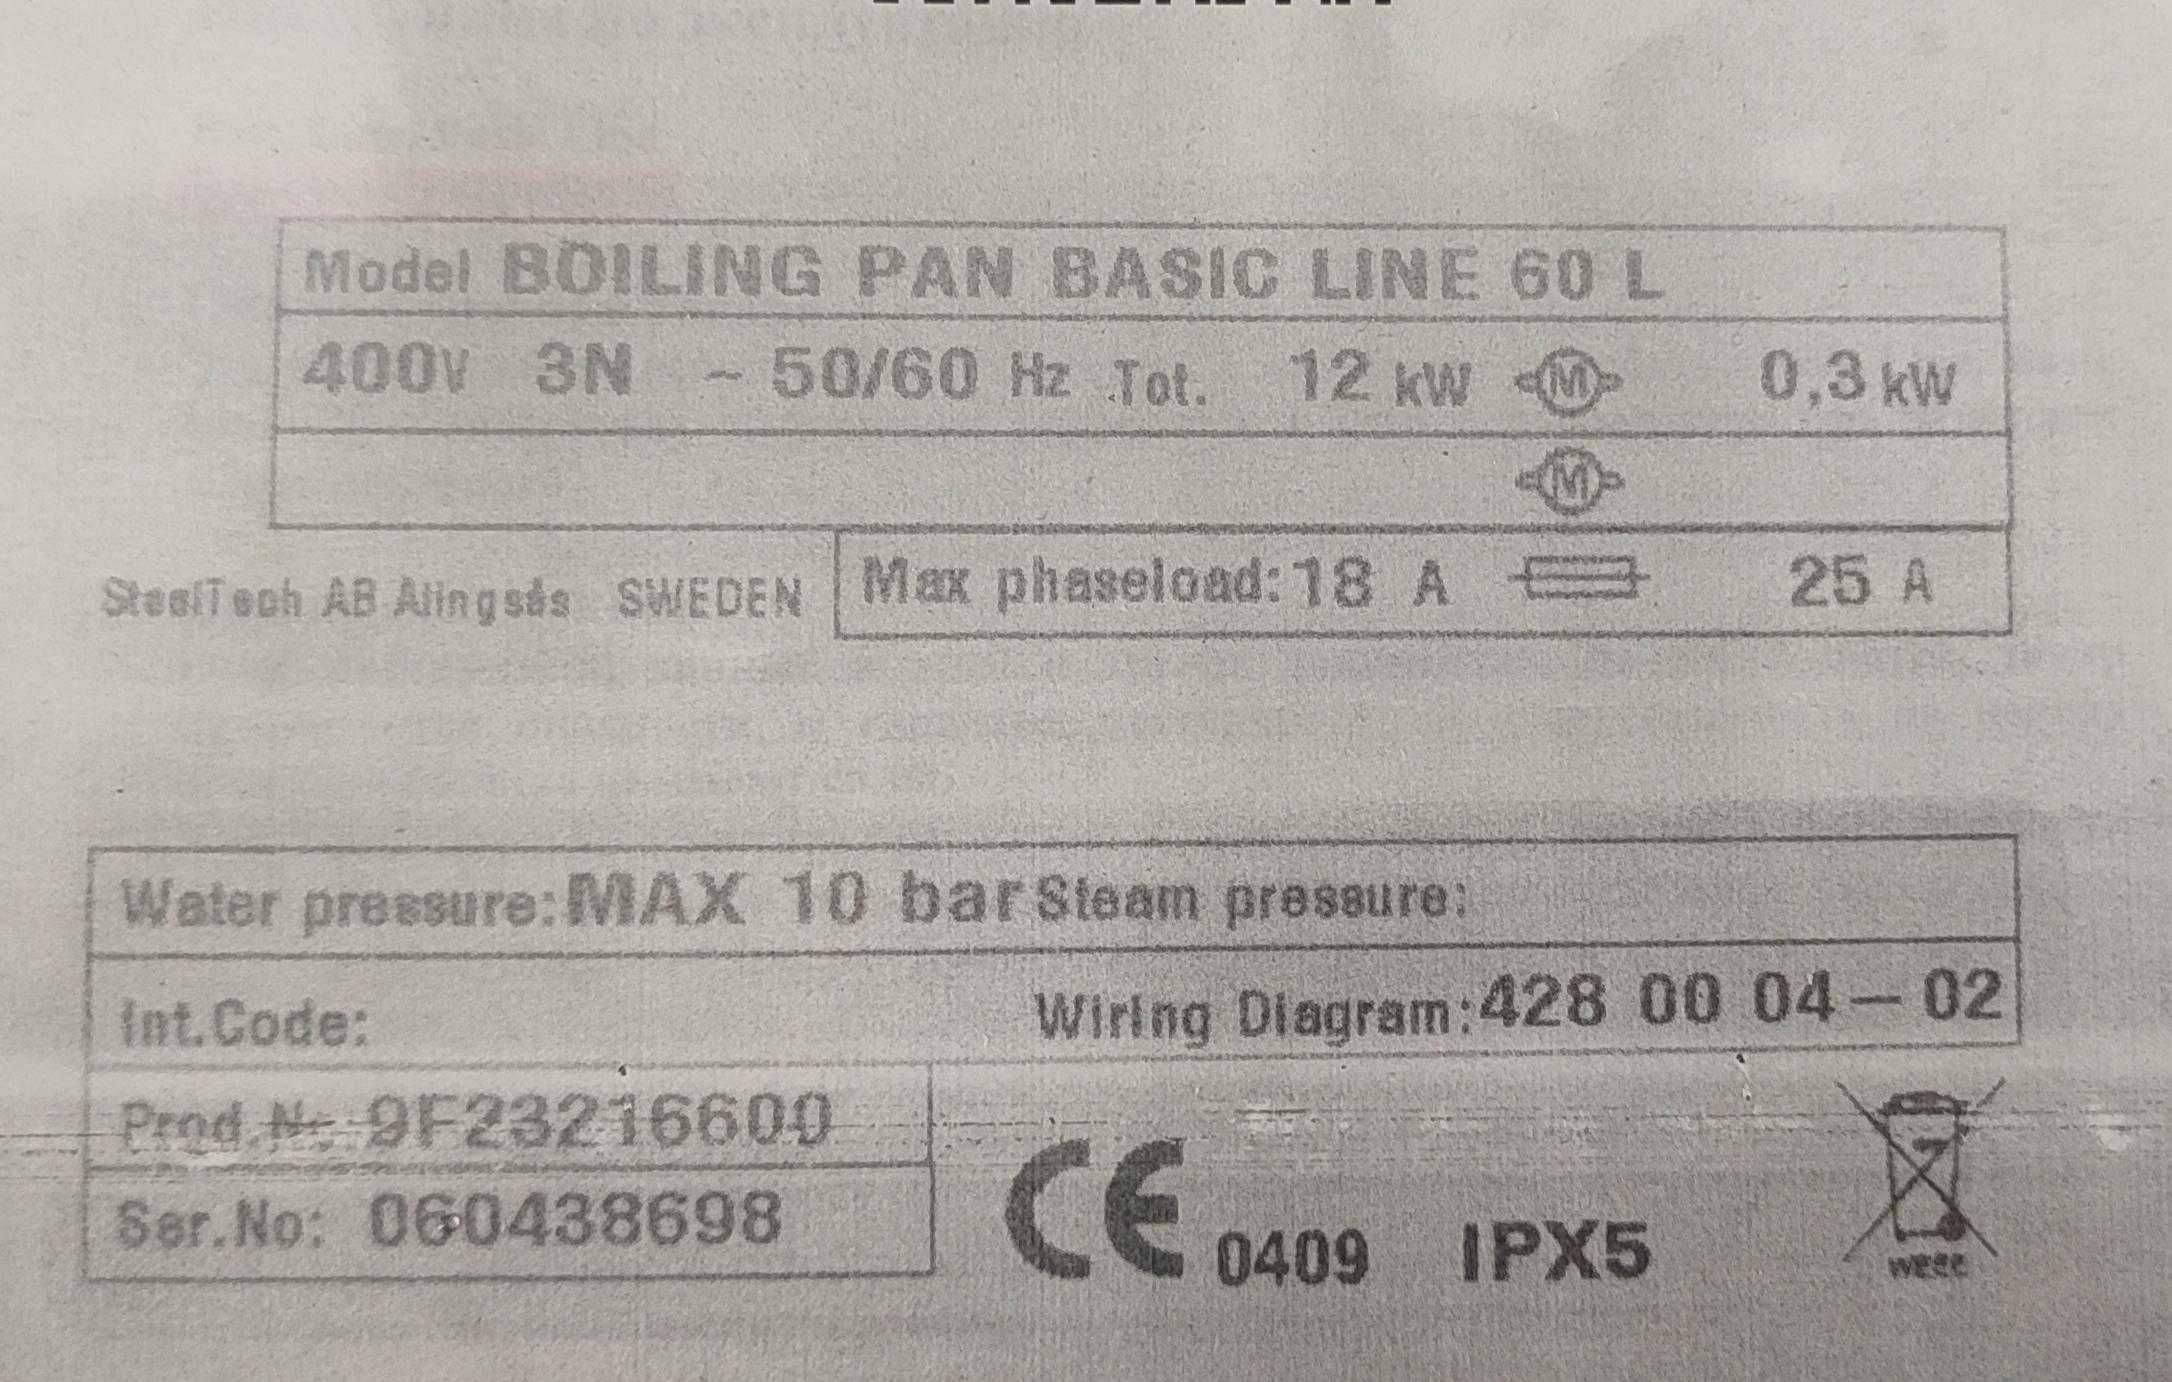 Model BOILING PAN BASIC LINE 60 L
400V 3N ~ 50/60 Hz Tot. 12 kW M 0,3 kW
M
SteelTech AB Alingsås SWEDEN Max phaseload: 18 A 25 A
Water pressure: MAX 10 bar Steam pressure:
Int.Code: Wiring Diagram: 428 00 04-02
Prod.Nr. 9F23216600
Ser.No: 060438698
CE 0409 IPX5
WEEE